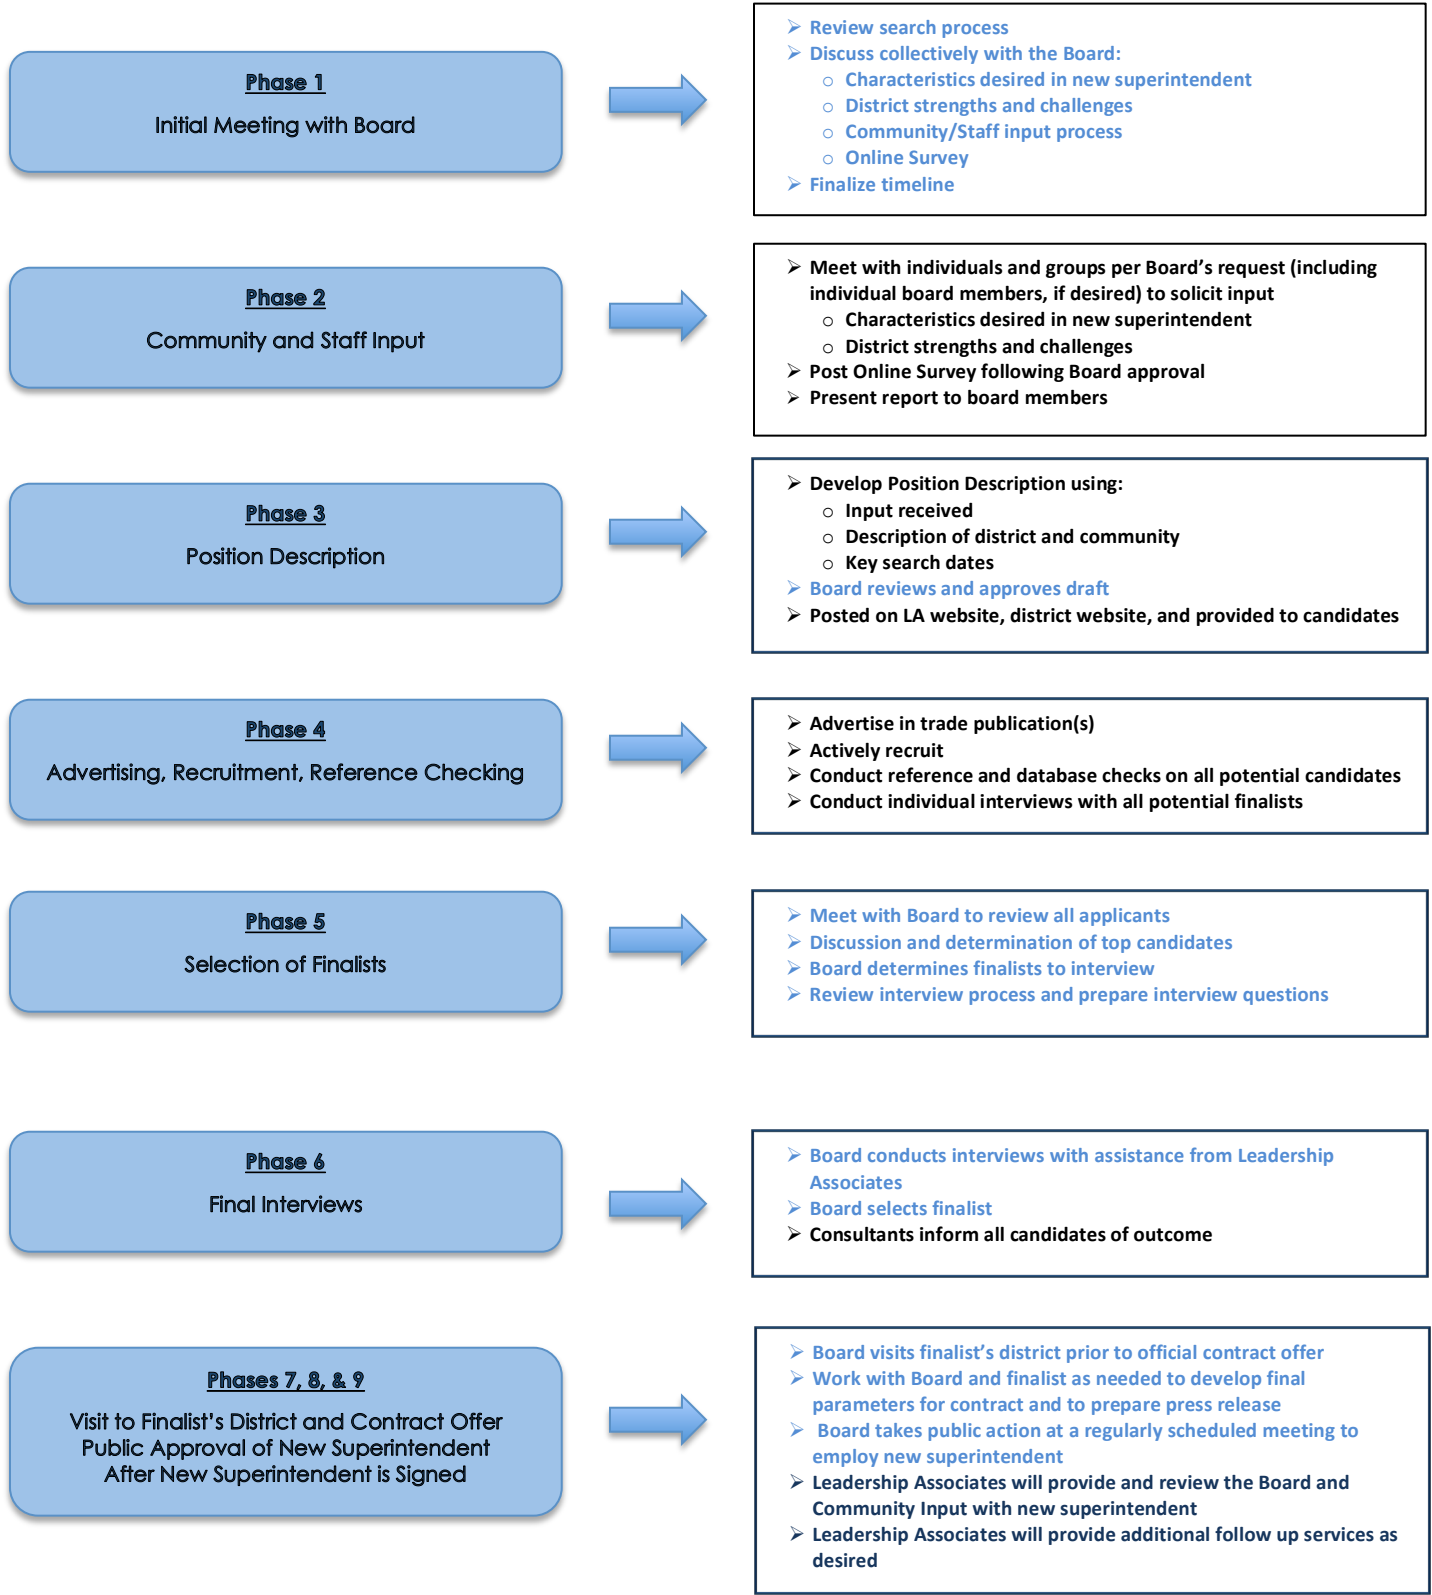 Phase 1
Initial Meeting with Board
➢ Review search process
➢ Discuss collectively with the Board:
o Characteristics desired in new superintendent
o District strengths and challenges
o Community/Staff input process
o Online Survey
➢ Finalize timeline
Phase 2
Community and Staff Input
➢ Meet with individuals and groups per Board’s request (including
individual board members, if desired) to solicit input
o Characteristics desired in new superintendent
o District strengths and challenges
➢ Post Online Survey following Board approval
➢ Present report to board members
Phase 3
Position Description
➢ Develop Position Description using:
o Input received
o Description of district and community
o Key search dates
➢ Board reviews and approves draft
➢ Posted on LA website, district website, and provided to candidates
Phase 4
Advertising, Recruitment, Reference Checking
➢ Advertise in trade publication(s)
➢ Actively recruit
➢ Conduct reference and database checks on all potential candidates
➢ Conduct individual interviews with all potential finalists
Phase 5
Selection of Finalists
➢ Meet with Board to review all applicants
➢ Discussion and determination of top candidates
➢ Board determines finalists to interview
➢ Review interview process and prepare interview questions
Phase 6
Final Interviews
➢ Board conducts interviews with assistance from Leadership
Associates
➢ Board selects finalist
➢ Consultants inform all candidates of outcome
Phases 7, 8, & 9
Visit to Finalist’s District and Contract Offer
Public Approval of New Superintendent
After New Superintendent is Signed
➢ Board visits finalist’s district prior to official contract offer
➢ Work with Board and finalist as needed to develop final
parameters for contract and to prepare press release
➢ Board takes public action at a regularly scheduled meeting to
employ new superintendent
➢ Leadership Associates will provide and review the Board and
Community Input with new superintendent
➢ Leadership Associates will provide additional follow up services as
desired